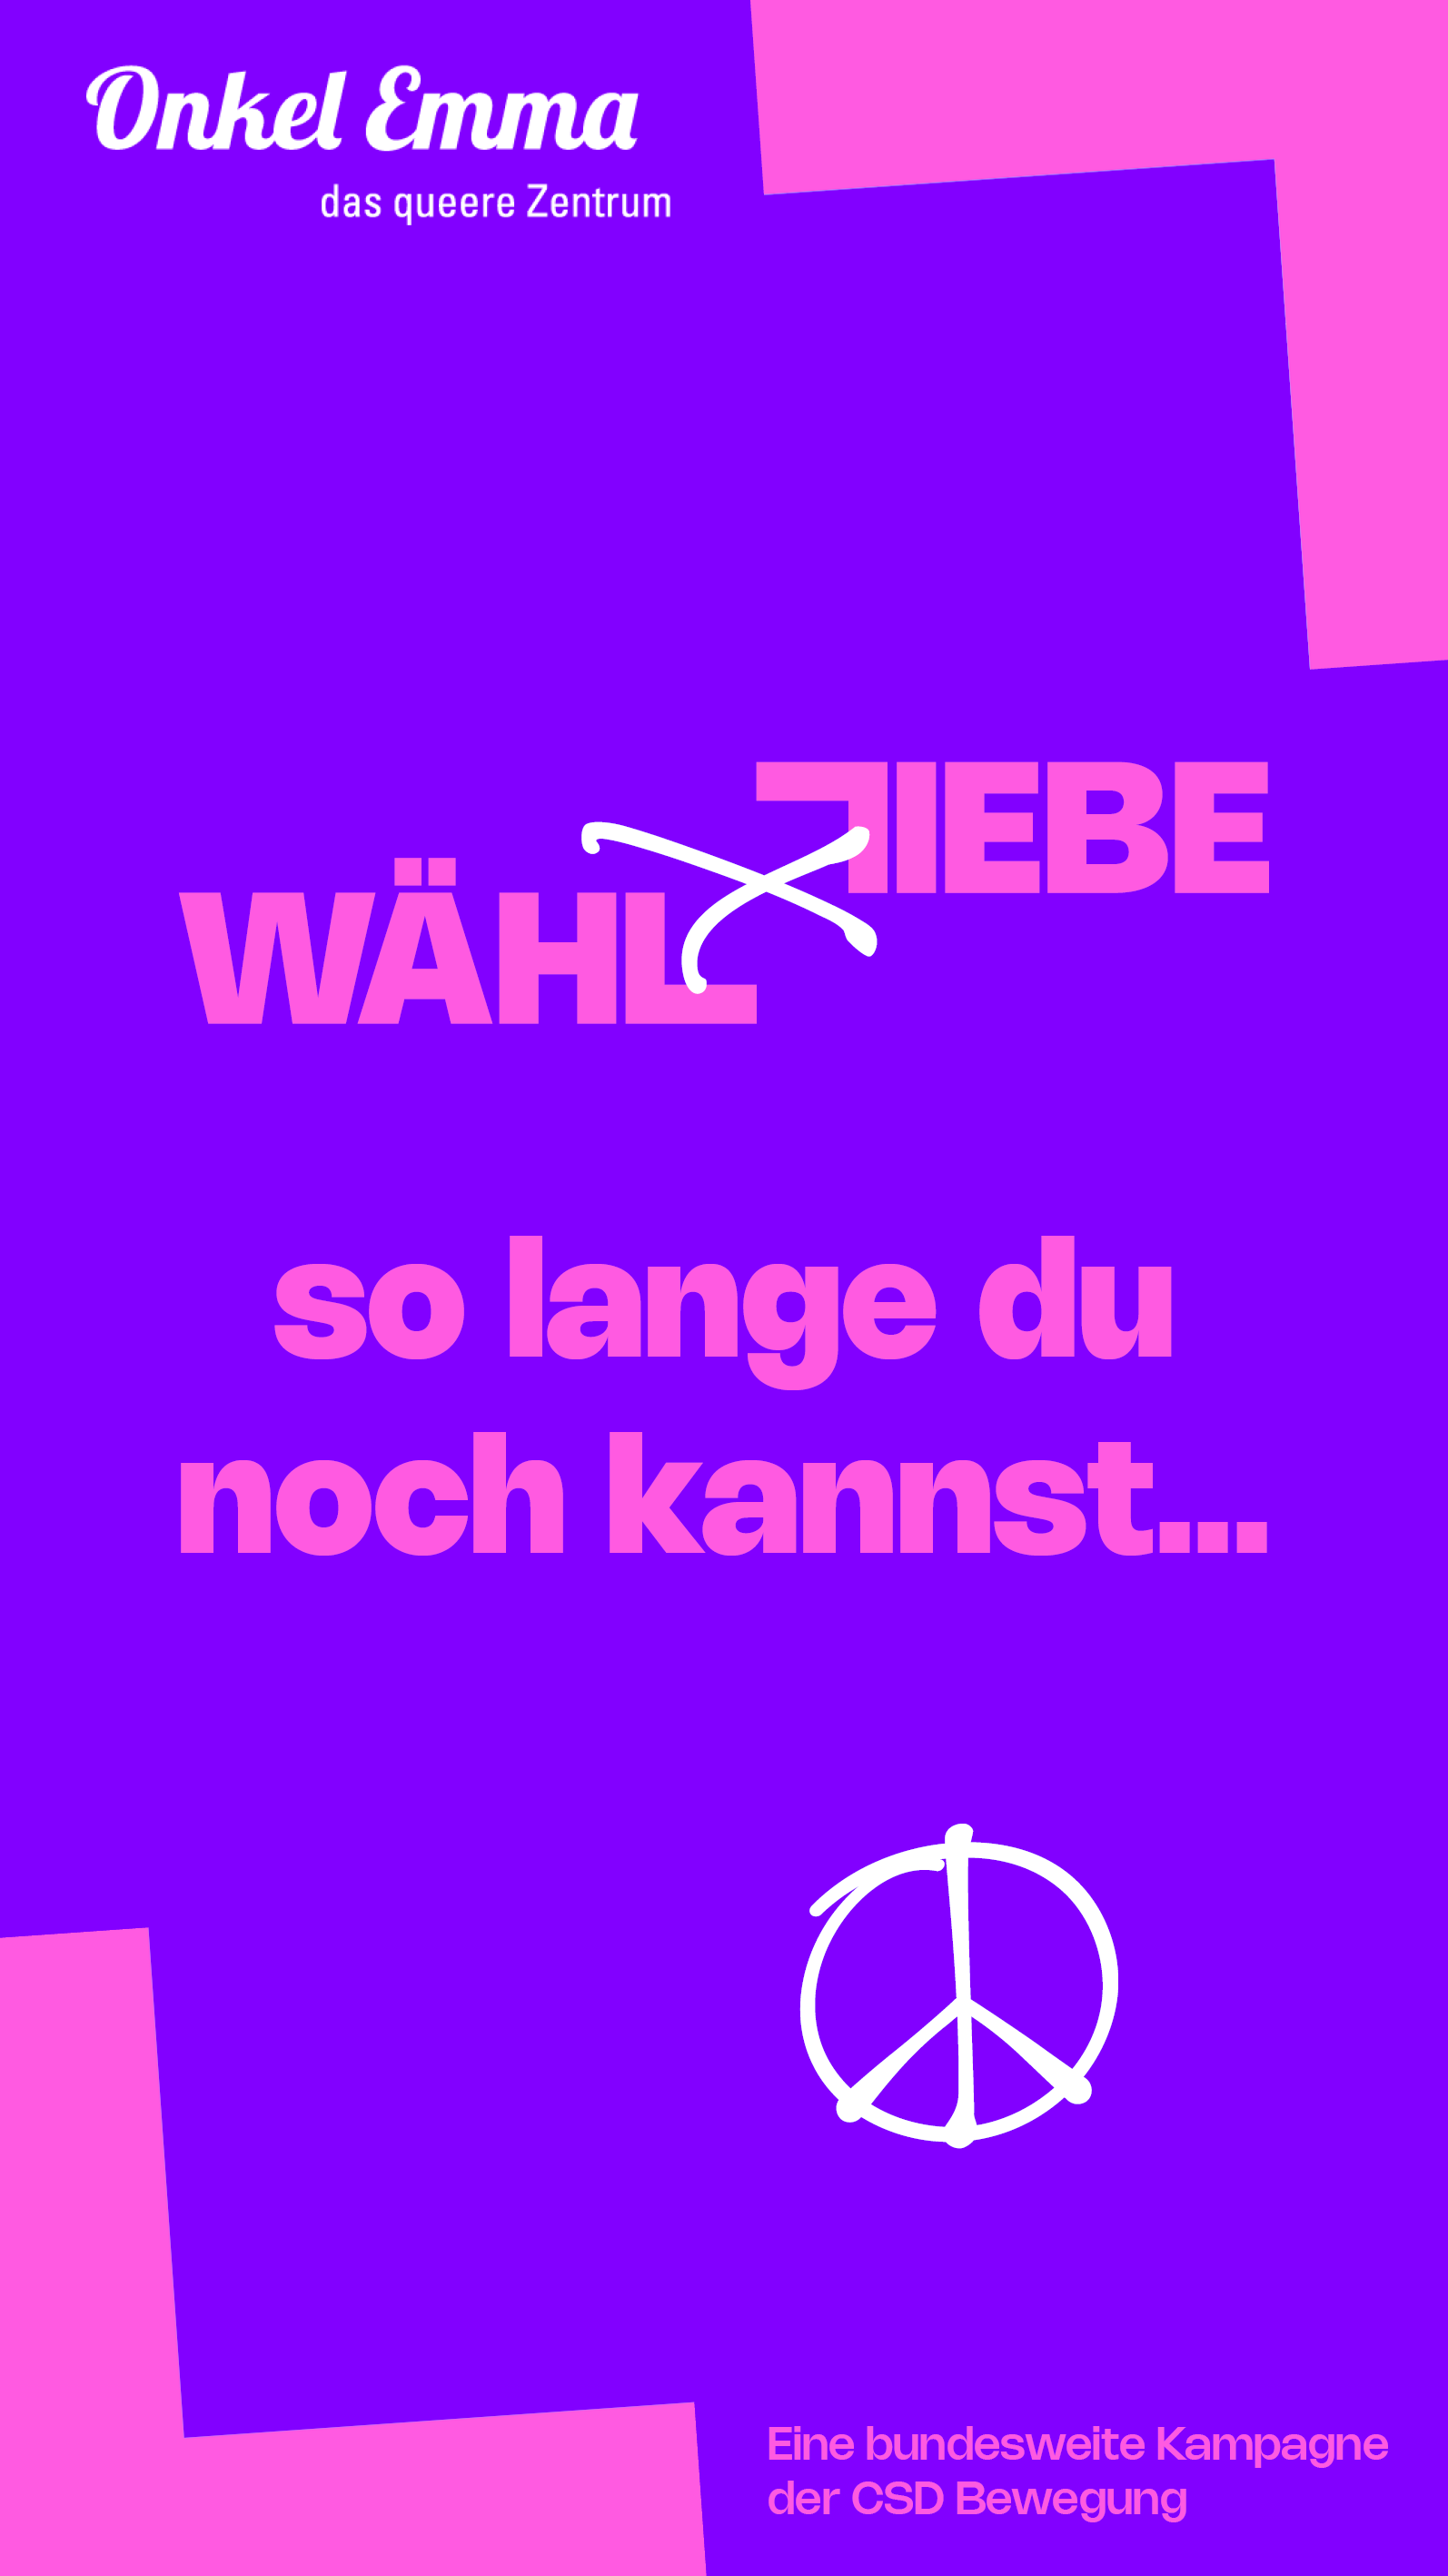 Onkel Emma
das queere Zentrum
WÄHL LIEBE
so lange du
noch kannst...
Eine bundesweite Kampagne
der CSD Bewegung